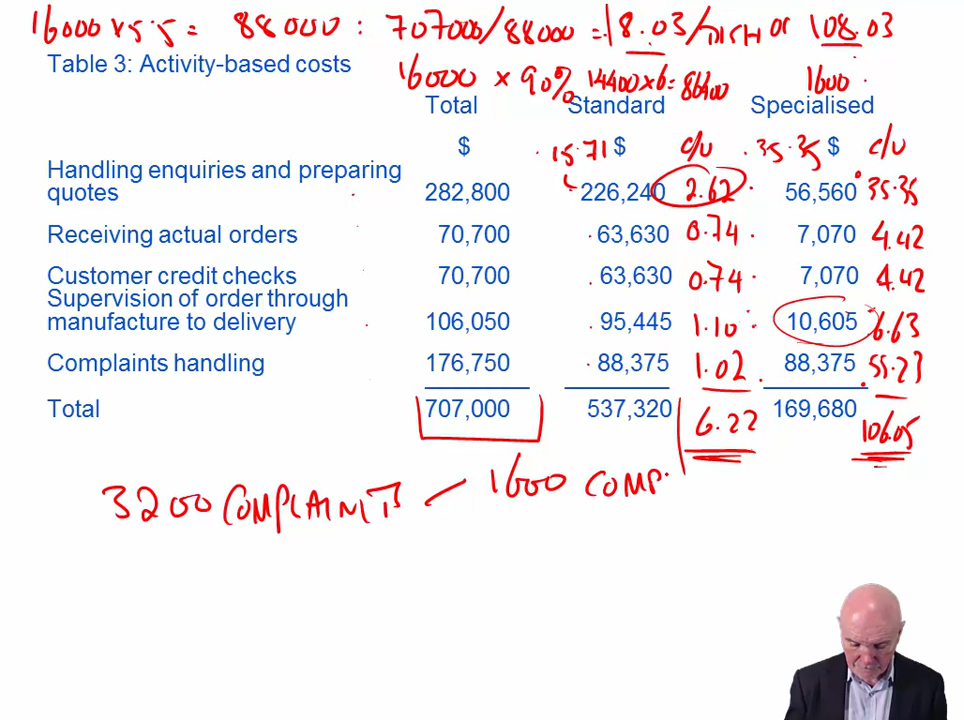 16000 x 5.5 = 88000 : 707000/88000 = 8.03/DISH or 108.03
Table 3: Activity-based costs
16000 x 90% 14400 x 6 = 86400 1600
Total Standard Specialised
$ 15.71 $ c/u 35.35 $ c/u
Handling enquiries and preparing
quotes 282,800 226,240 2.62 56,560 35.35
Receiving actual orders 70,700 63,630 0.74 7,070 4.42
Customer credit checks 70,700 63,630 0.74 7,070 4.42
Supervision of order through
manufacture to delivery 106,050 95,445 1.10 10,605 6.63
Complaints handling 176,750 88,375 1.02 88,375 55.23
Total 707,000 537,320 6.22 169,680 106.05
3200 COMPLAINTS – 1600 COMP.